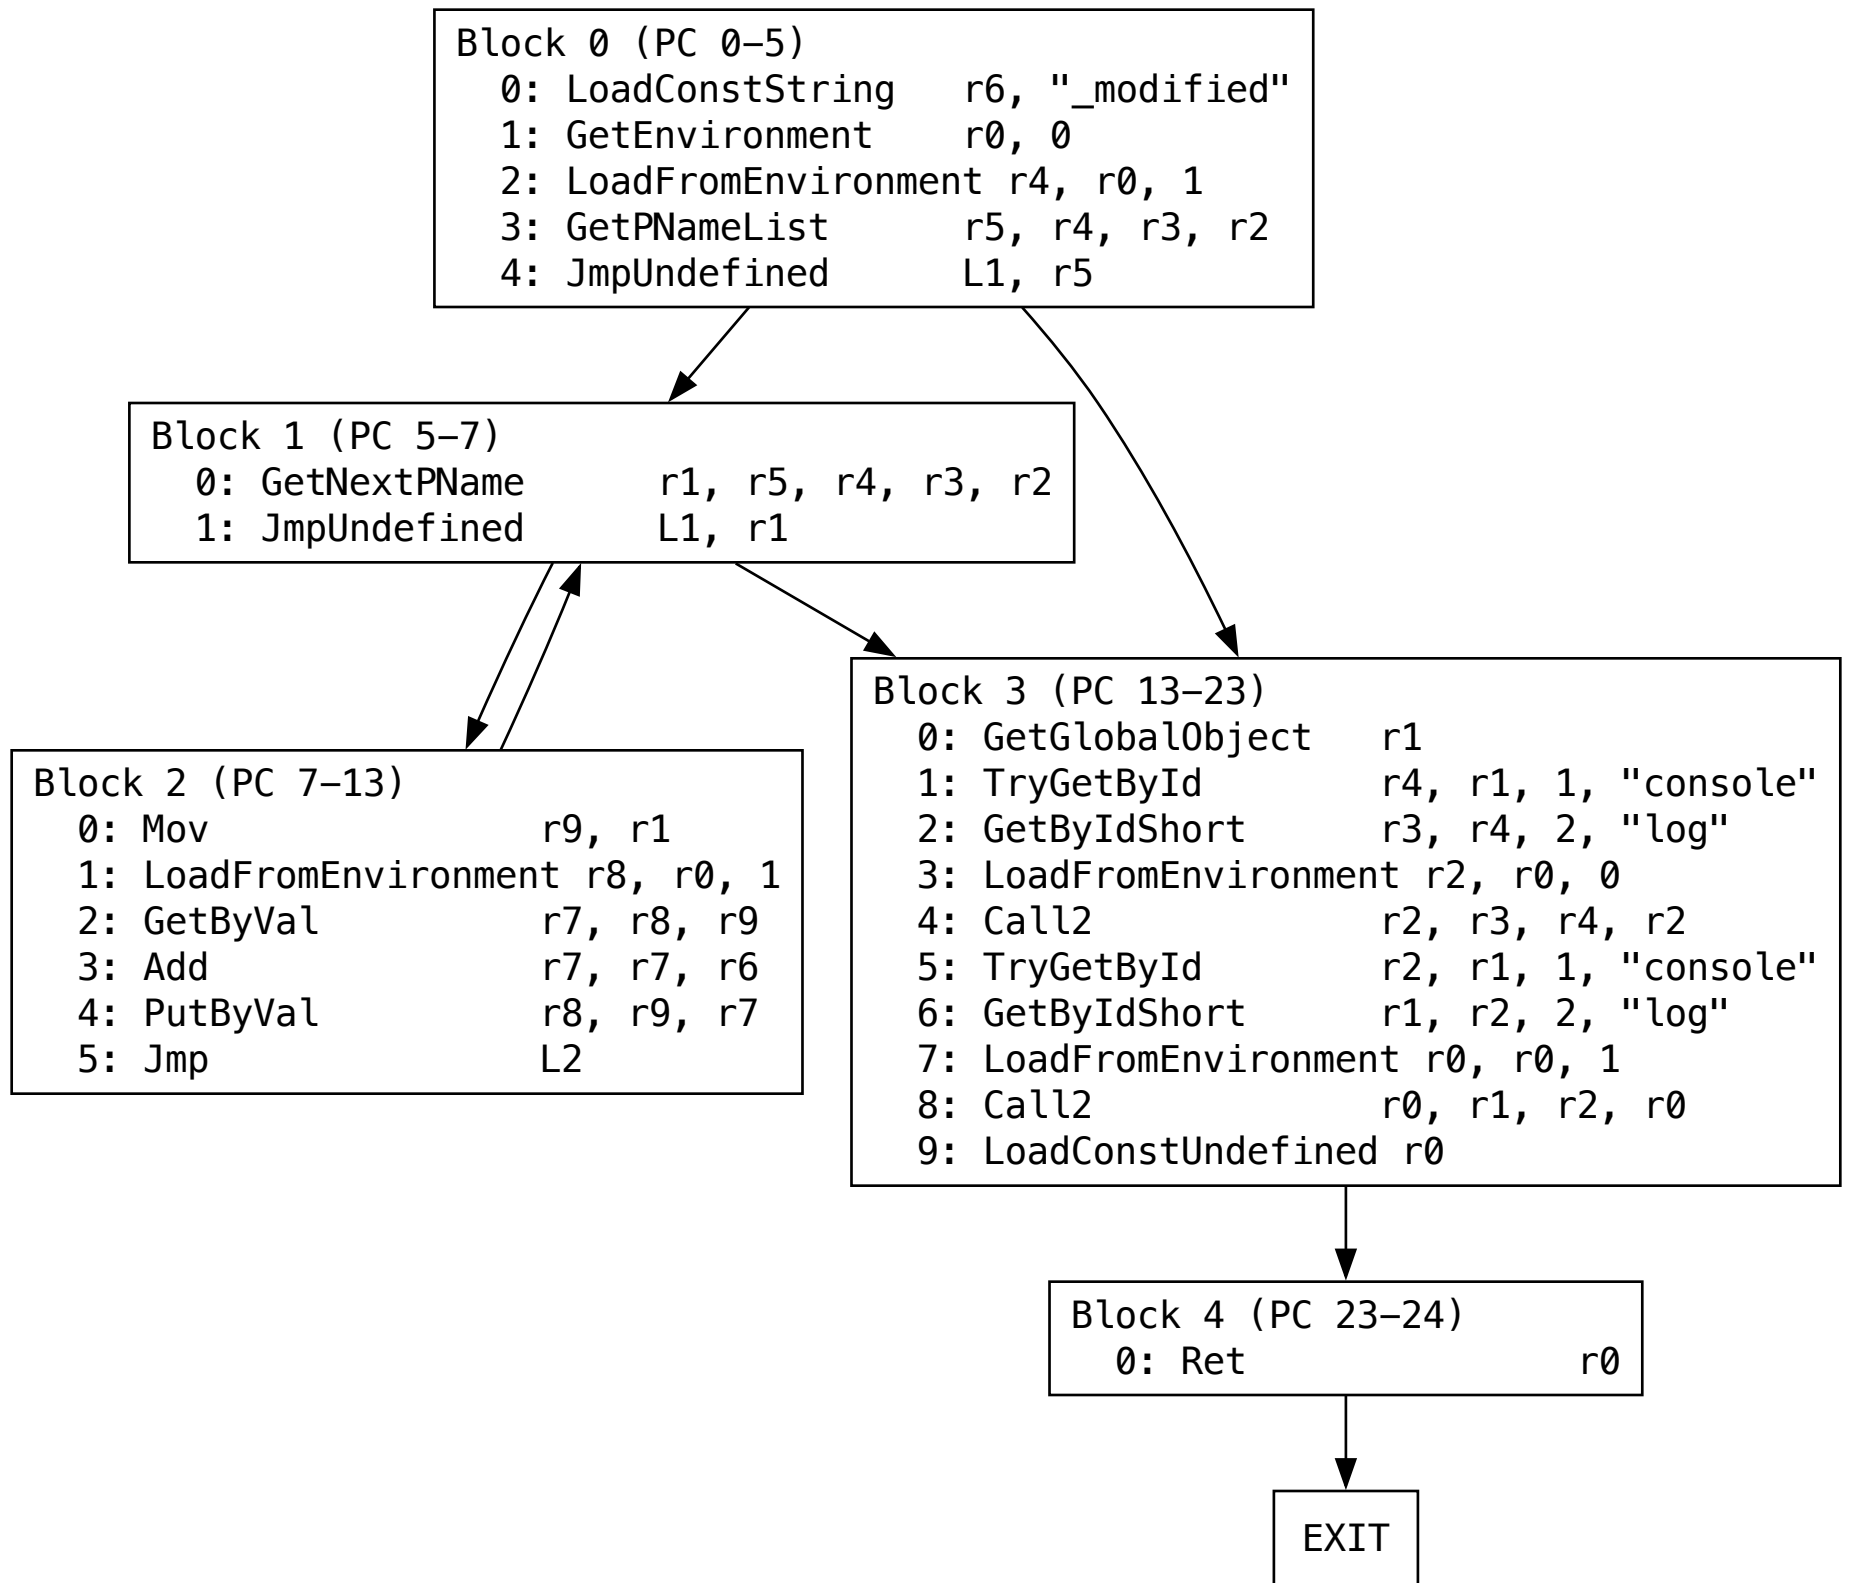 Block 0 (PC 0–5)
0: LoadConstString r6, "_modified"
1: GetEnvironment r0, 0
2: LoadFromEnvironment r4, r0, 1
3: GetPNameList r5, r4, r3, r2
4: JmpUndefined L1, r5
Block 1 (PC 5–7)
0: GetNextPName r1, r5, r4, r3, r2
1: JmpUndefined L1, r1
Block 2 (PC 7–13)
0: Mov r9, r1
1: LoadFromEnvironment r8, r0, 1
2: GetByVal r7, r8, r9
3: Add r7, r7, r6
4: PutByVal r8, r9, r7
5: Jmp L2
Block 3 (PC 13–23)
0: GetGlobalObject r1
1: TryGetById r4, r1, 1, "console"
2: GetByIdShort r3, r4, 2, "log"
3: LoadFromEnvironment r2, r0, 0
4: Call2 r2, r3, r4, r2
5: TryGetById r2, r1, 1, "console"
6: GetByIdShort r1, r2, 2, "log"
7: LoadFromEnvironment r0, r0, 1
8: Call2 r0, r1, r2, r0
9: LoadConstUndefined r0
Block 4 (PC 23–24)
0: Ret r0
EXIT